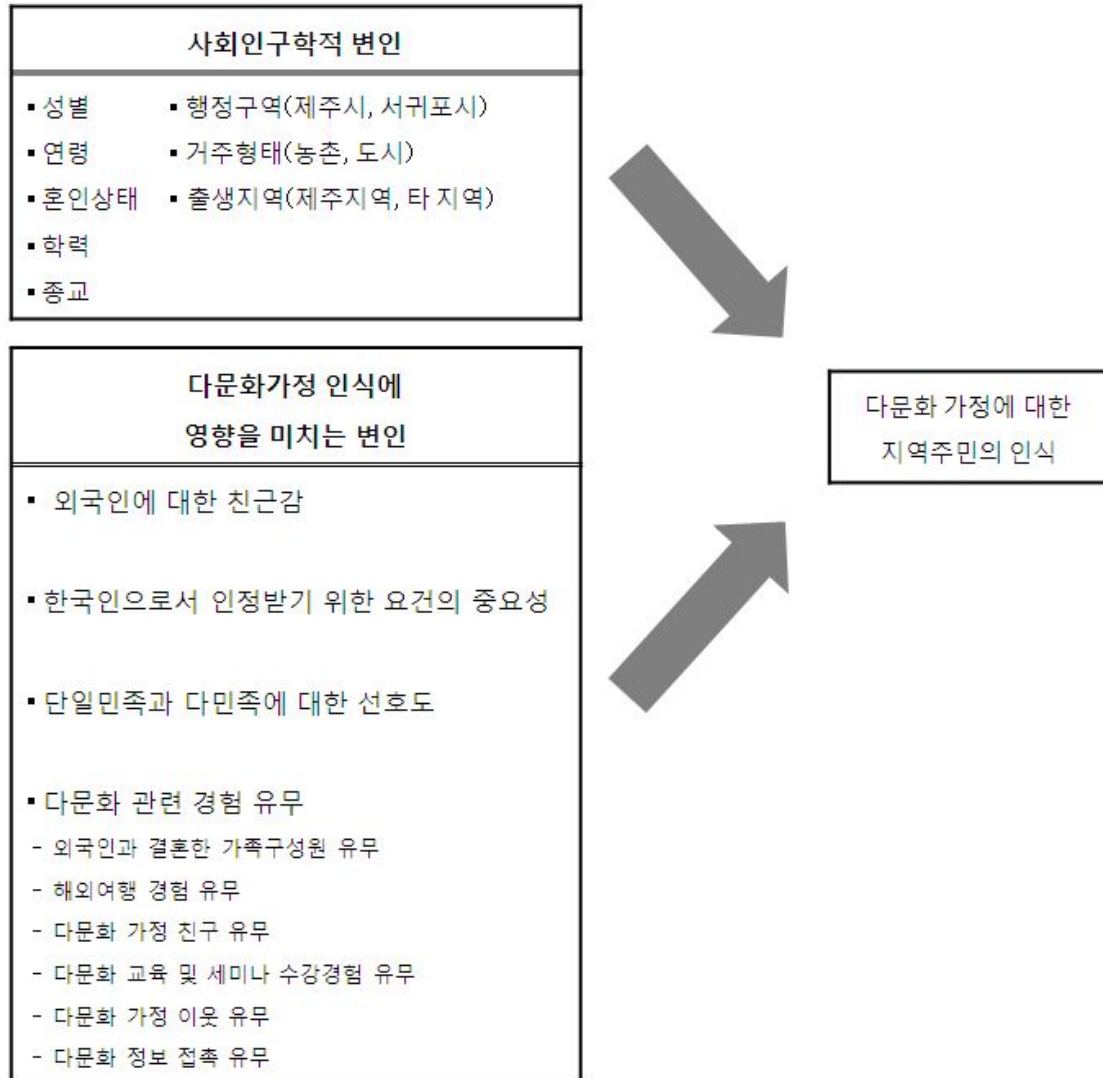 사회인구학적 변인
▪ 성별 ▪ 행정구역(제주시, 서귀포시)
▪ 연령 ▪ 거주형태(농촌, 도시)
▪ 혼인상태 ▪ 출생지역(제주지역, 타 지역)
▪ 학력
▪ 종교
다문화가정 인식에
영향을 미치는 변인
▪ 외국인에 대한 친근감
▪ 한국인으로서 인정받기 위한 요건의 중요성
▪ 단일민족과 다민족에 대한 선호도
▪ 다문화 관련 경험 유무
- 외국인과 결혼한 가족구성원 유무
- 해외여행 경험 유무
- 다문화 가정 친구 유무
- 다문화 교육 및 세미나 수강경험 유무
- 다문화 가정 이웃 유무
- 다문화 정보 접촉 유무
다문화 가정에 대한
지역주민의 인식